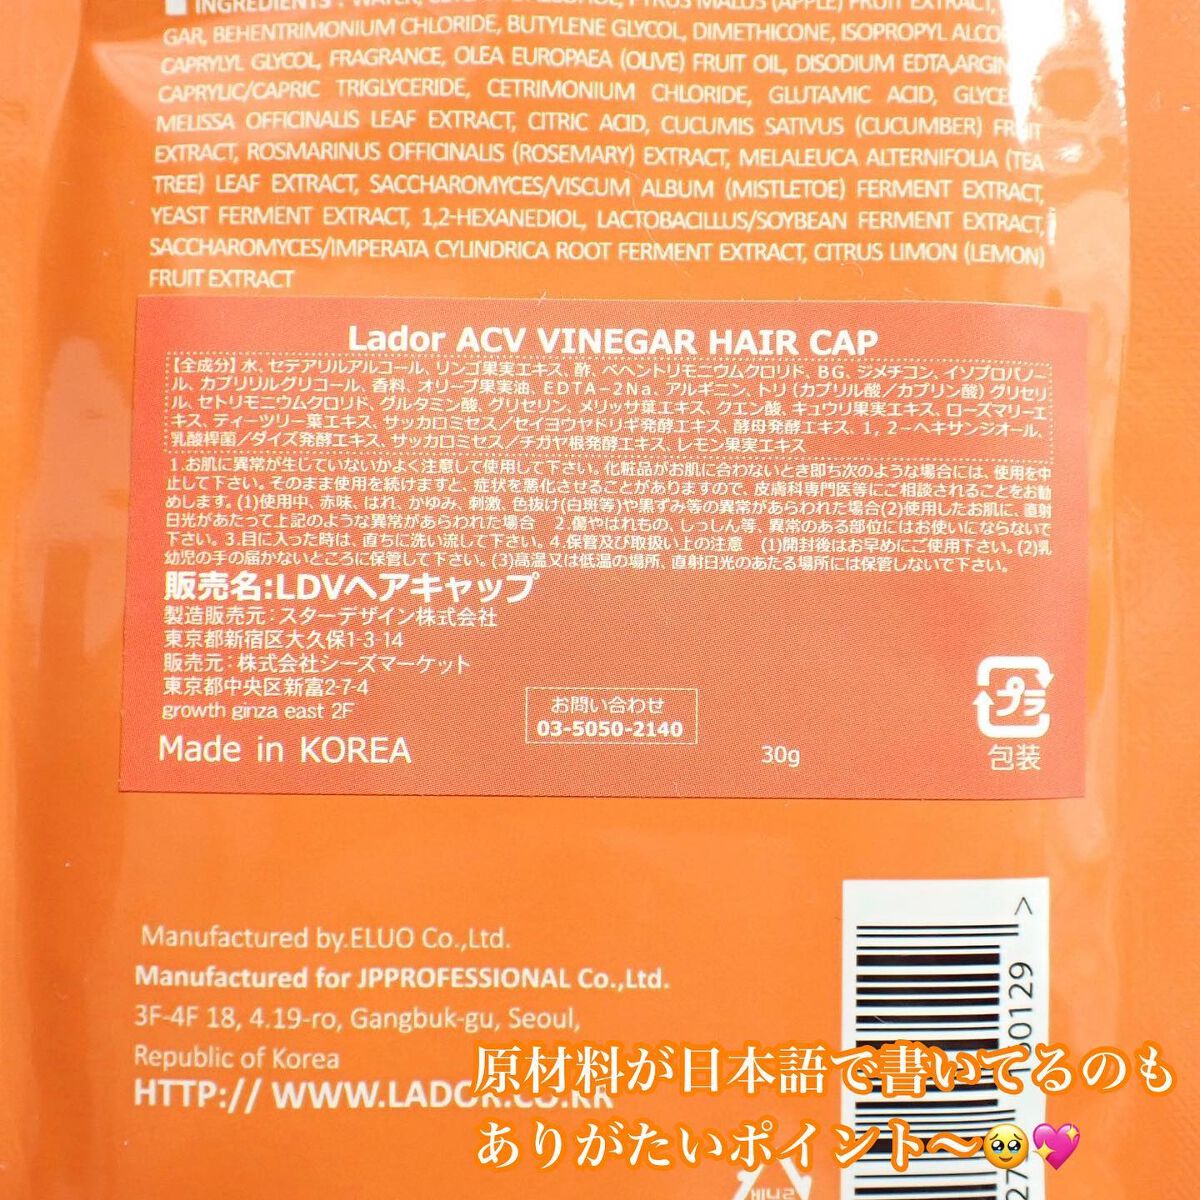 ■ INGREDIENTS : WATER, ALCOHOL, PYRUS MALUS (APPLE) FRUIT EXTRACT,
GAR, BEHENTRIMONIUM CHLORIDE, BUTYLENE GLYCOL, DIMETHICONE, ISOPROPYL
CAPRYLYL GLYCOL, FRAGRANCE, OLEA EUROPAEA (OLIVE) FRUIT OIL, DISODIUM EDTA,
CAPRYLIC/CAPRIC TRIGLYCERIDE, CETRIMONIUM CHLORIDE, GLUTAMIC ACID,
MELISSA OFFICINALIS LEAF EXTRACT, CITRIC ACID, CUCUMIS SATIVUS (CUCUMBER) FRUIT
EXTRACT, ROSMARINUS OFFICINALIS (ROSEMARY) EXTRACT, MELALEUCA ALTERNIFOLIA (TEA
TREE) LEAF EXTRACT, SACCHAROMYCES/VISCUM ALBUM (MISTLETOE) FERMENT EXTRACT,
YEAST FERMENT EXTRACT, 1,2-HEXANEDIOL, LACTOBACILLUS/SOYBEAN FERMENT EXTRACT,
SACCHAROMYCES/IMPERATA CYLINDRICA ROOT FERMENT EXTRACT, CITRUS LIMON (LEMON)
FRUIT EXTRACT
Lador ACV VINEGAR HAIR CAP
【全成分】水、セテアリルアルコール、リンゴ果実エキス、酢、ベヘントリモニウムクロリド、BG、ジメチコン、イソプロパノー
ル、カプリリルグリコール、香料、オリーブ果実油、EDTA-2Na、アルギニン、トリ(カプリル酸/カプリン酸)グリセリ
ル、セトリモニウムクロリド、グルタミン酸、グリセリン、メリッサ葉エキス、クエン酸、キュウリ果実エキス、ローズマリーエ
キス、ティーツリー葉エキス、サッカロミセス/セイヨウヤドリギ発酵エキス、酵母発酵エキス、1,2-ヘキサンジオール、
乳酸桿菌/ダイズ発酵エキス、サッカロミセス/チガヤ根発酵エキス、レモン果実エキス
1.お肌に異常が生じていないかよく注意して使用して下さい。化粧品がお肌に合わないとき即ち次のような場合には、使用を中
止して下さい。そのまま使用を続けますと、症状を悪化させることがありますので、皮膚科専門医等にご相談されることをお勧
めします。(1)使用中、赤味、はれ、かゆみ、刺激、色抜け(白斑等)や黒ずみ等の異常があらわれた場合(2)使用したお肌に、直射
日光があたって上記のような異常があらわれた場合 2.傷やはれもの、しっしん等、異常のある部位にはお使いにならないで
下さい。3.目に入った時は、直ちに洗い流して下さい。4.保管及び取扱い上の注意 (1)開封後はお早めにご使用下さい。(2)乳
幼児の手の届かないところに保管して下さい。(3)高温又は低温の場所、直射日光のあたる場所には保管しないで下さい。
販売名:LDVヘアキャップ
製造販売元:スターデザイン株式会社
東京都新宿区大久保1-3-14
販売元:株式会社シーズマーケット
東京都中央区新富2-7-4
growth ginza east 2F
お問い合わせ
03-5050-2140
Made in KOREA
30g
プラ
包装
Manufactured by.ELUO Co.,Ltd.
Manufactured for JPPROFESSIONAL Co.,Ltd.
3F-4F 18, 4.19-ro, Gangbuk-gu, Seoul,
Republic of Korea
HTTP:// WWW.LADOR.CO.KR
原材料が日本語で書いてるのも
ありがたいポイント〜🥹💖